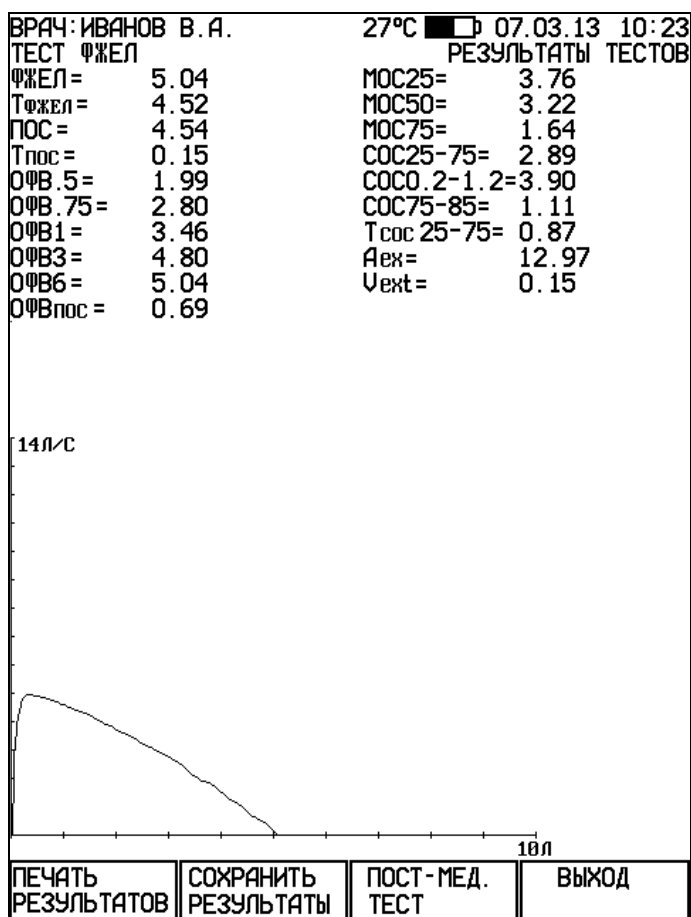 ВРАЧ:ИВАНОВ В.А. 27ºC 07.03.13 10:23
ТЕСТ ФЖЕЛ РЕЗУЛЬТАТЫ ТЕСТОВ
ФЖЕЛ= 5.04 МОС25= 3.76
Тфжел= 4.52 МОС50= 3.22
ПОС= 4.54 МОС75= 1.64
Тпос= 0.15 СОС25-75= 2.89
ОФВ.5= 1.99 СОС0.2-1.2=3.90
ОФВ.75= 2.80 СОС75-85= 1.11
ОФВ1= 3.46 Тсос 25-75= 0.87
ОФВ3= 4.80 Aex= 12.97
ОФВ6= 5.04 Vext= 0.15
ОФВпос= 0.69
14Л/С
10Л
ПЕЧАТЬ РЕЗУЛЬТАТОВ
СОХРАНИТЬ РЕЗУЛЬТАТЫ
ПОСТ-МЕД. ТЕСТ
ВЫХОД